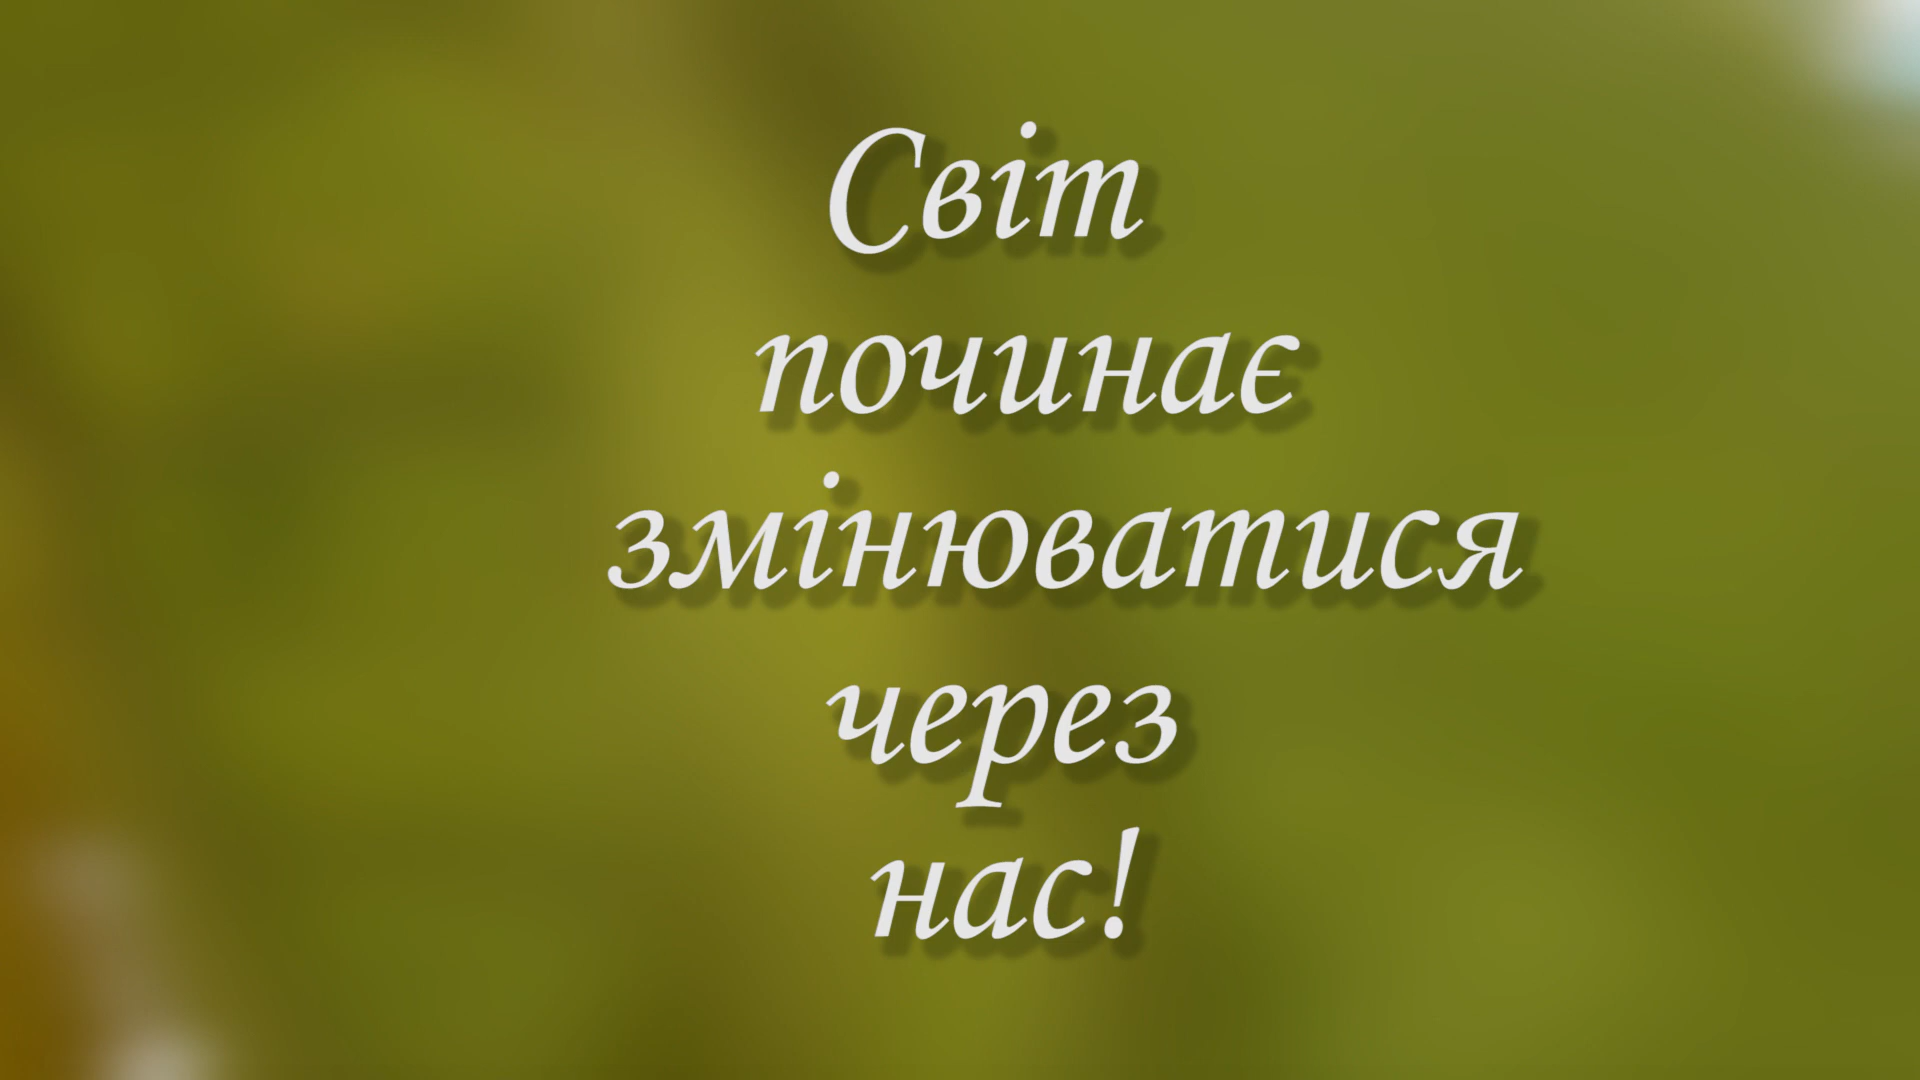 Світ
починає
змінюватися
через
нас!